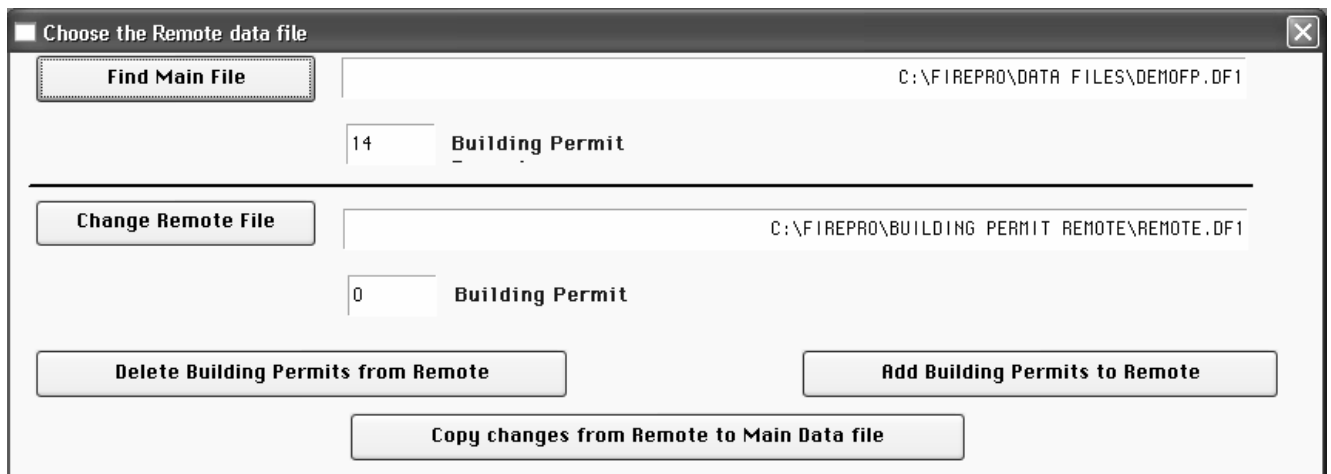 Choose the Remote data file
Find Main File
C:\FIREPRO\DATA FILES\DEMOFP.DF1
14
Building Permit
Change Remote File
C:\FIREPRO\BUILDING PERMIT REMOTE\REMOTE.DF1
0
Building Permit
Delete Building Permits from Remote
Add Building Permits to Remote
Copy changes from Remote to Main Data file